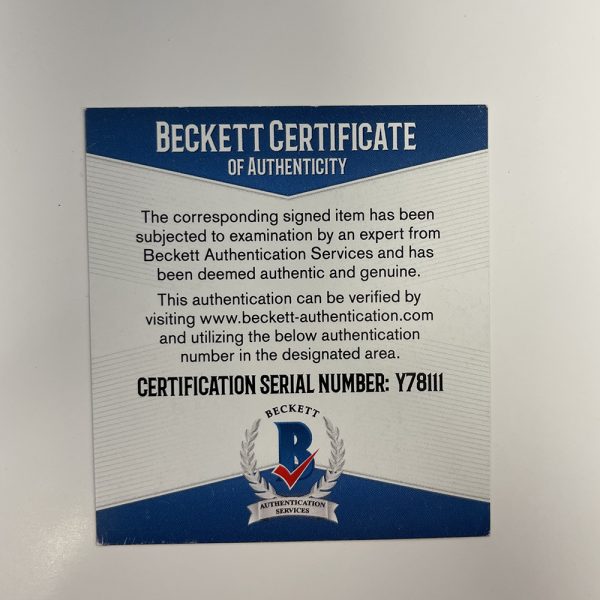 BECKETT CERTIFICATE
OF AUTHENTICITY
The corresponding signed item has been
subjected to examination by an expert from
Beckett Authentication Services and has
been deemed authentic and genuine.
This authentication can be verified by
visiting www.beckett-authentication.com
and utilizing the below authentication
number in the designated area.
CERTIFICATION SERIAL NUMBER: Y78111
BECKETT
B
AUTHENTICATION
SERVICES